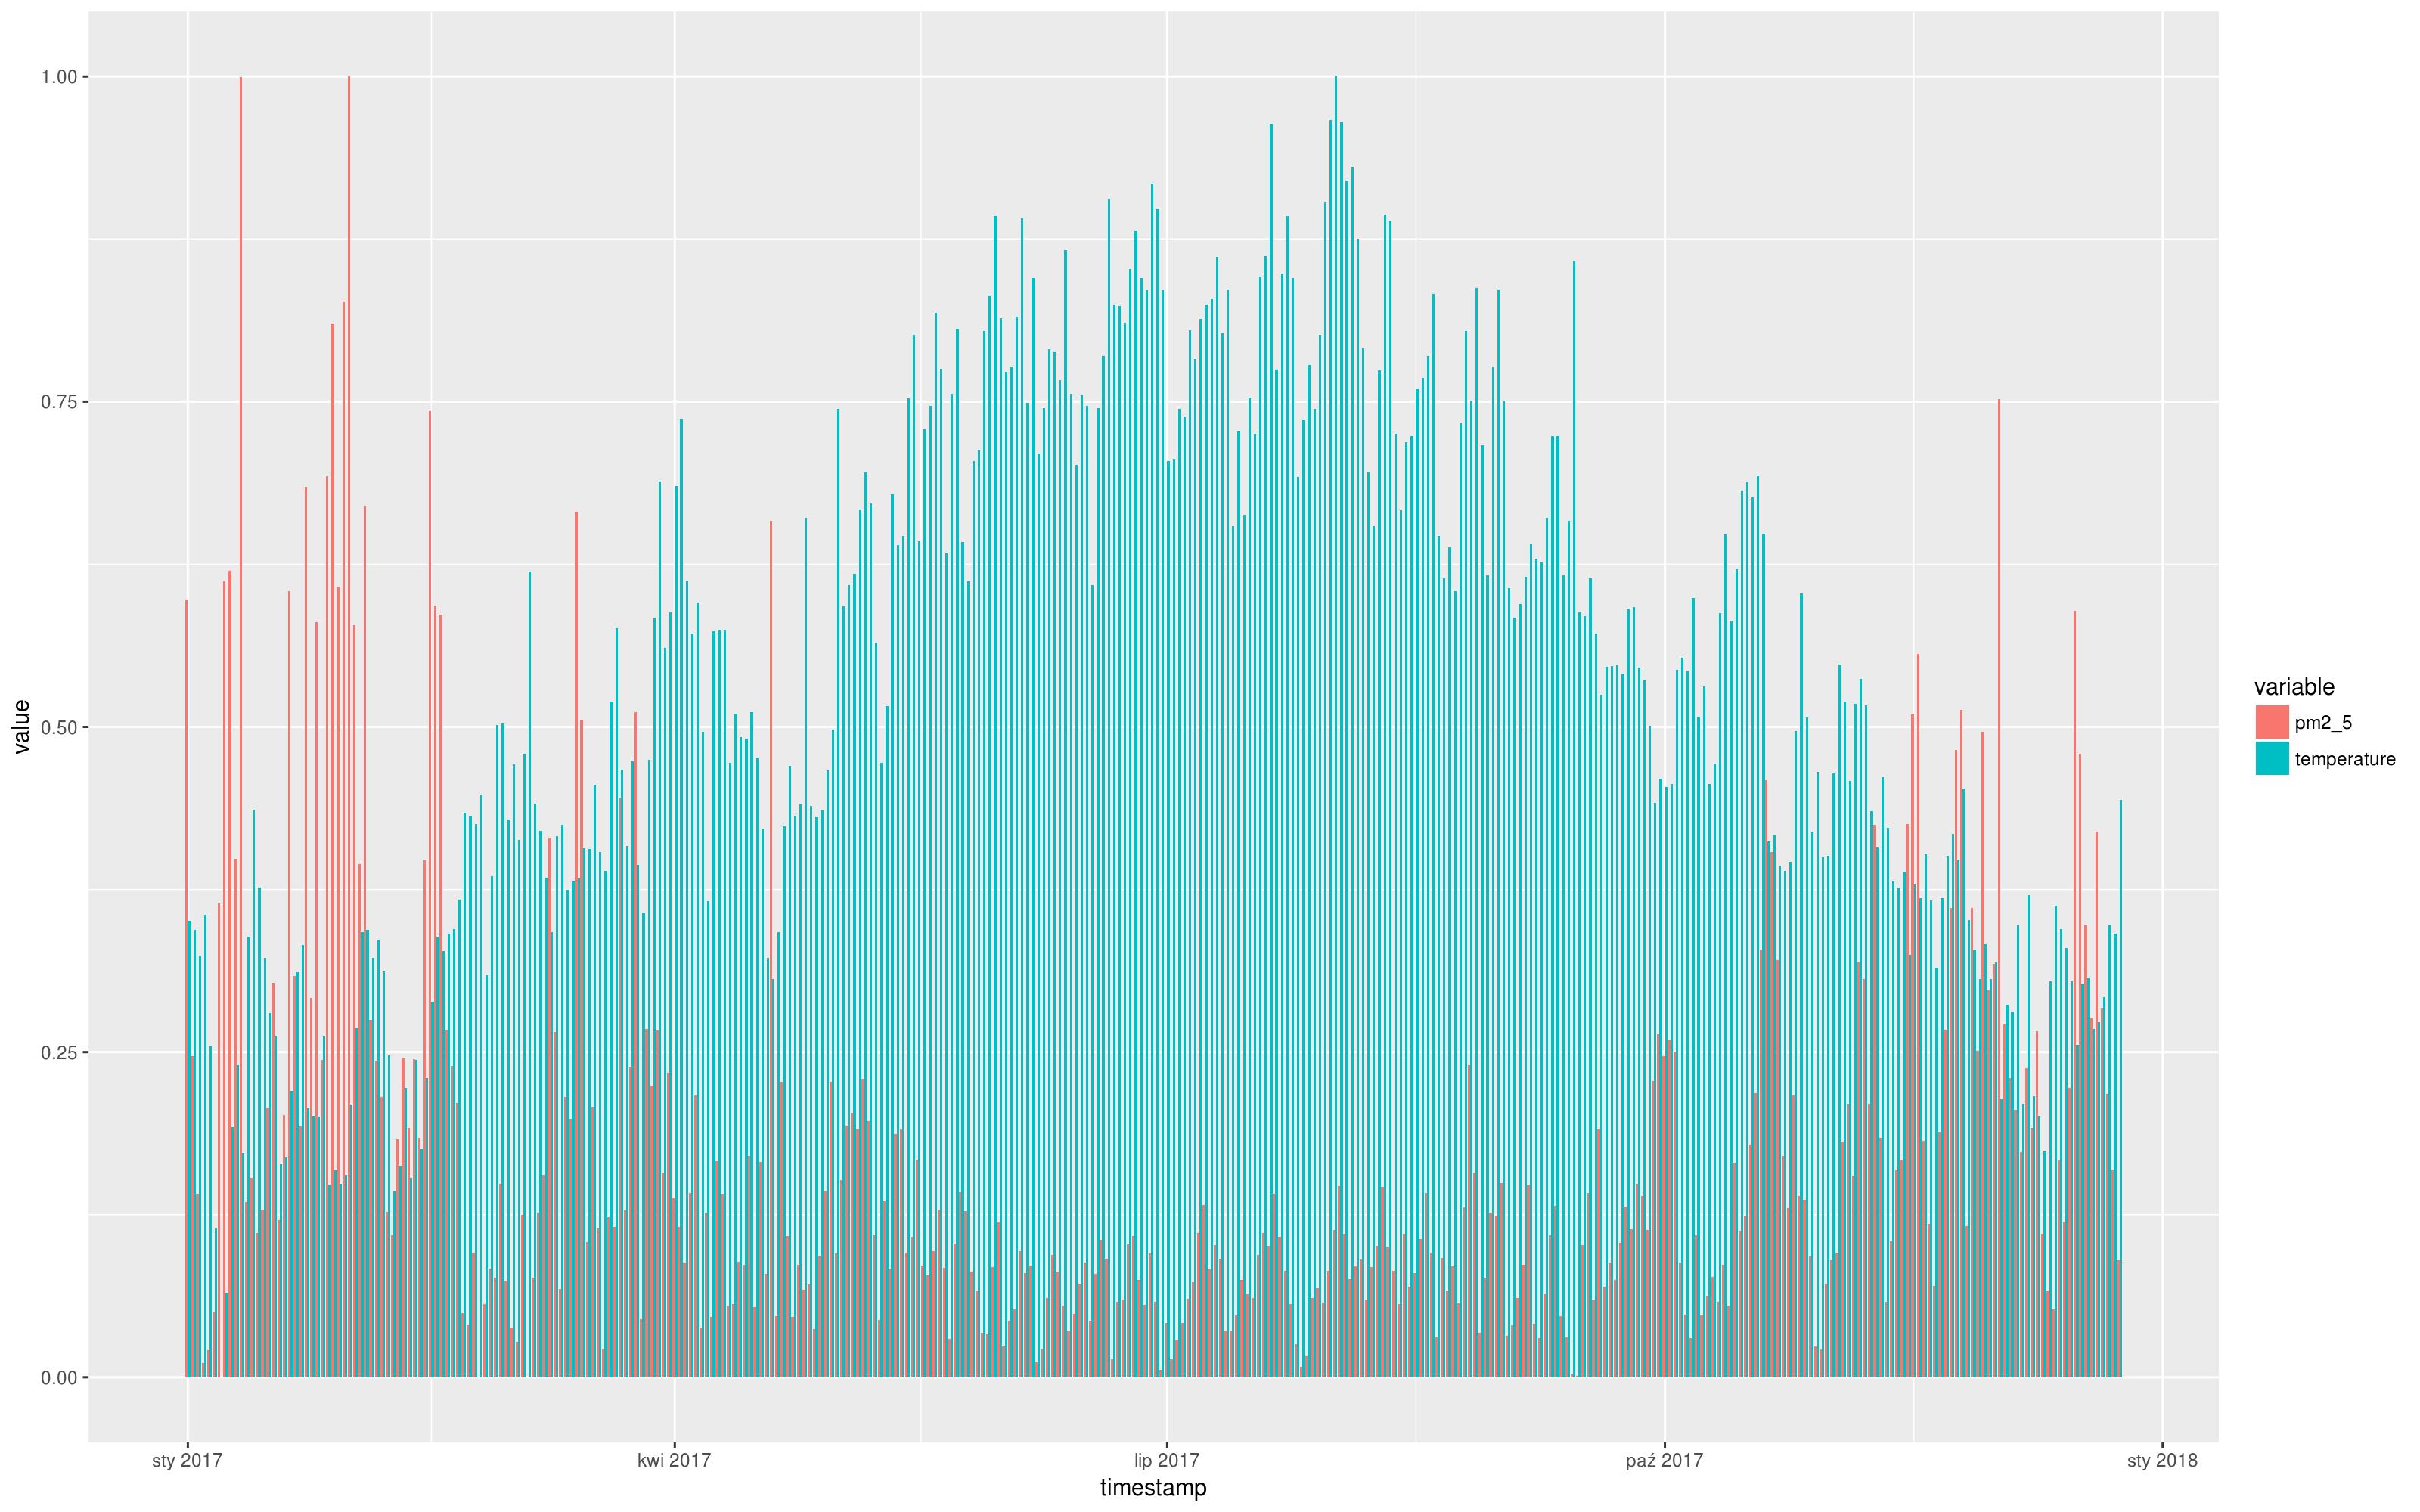 1.00
0.75
0.50
0.25
0.00
value
sty 2017
kwi 2017
lip 2017
paź 2017
sty 2018
timestamp
variable
pm2_5
temperature